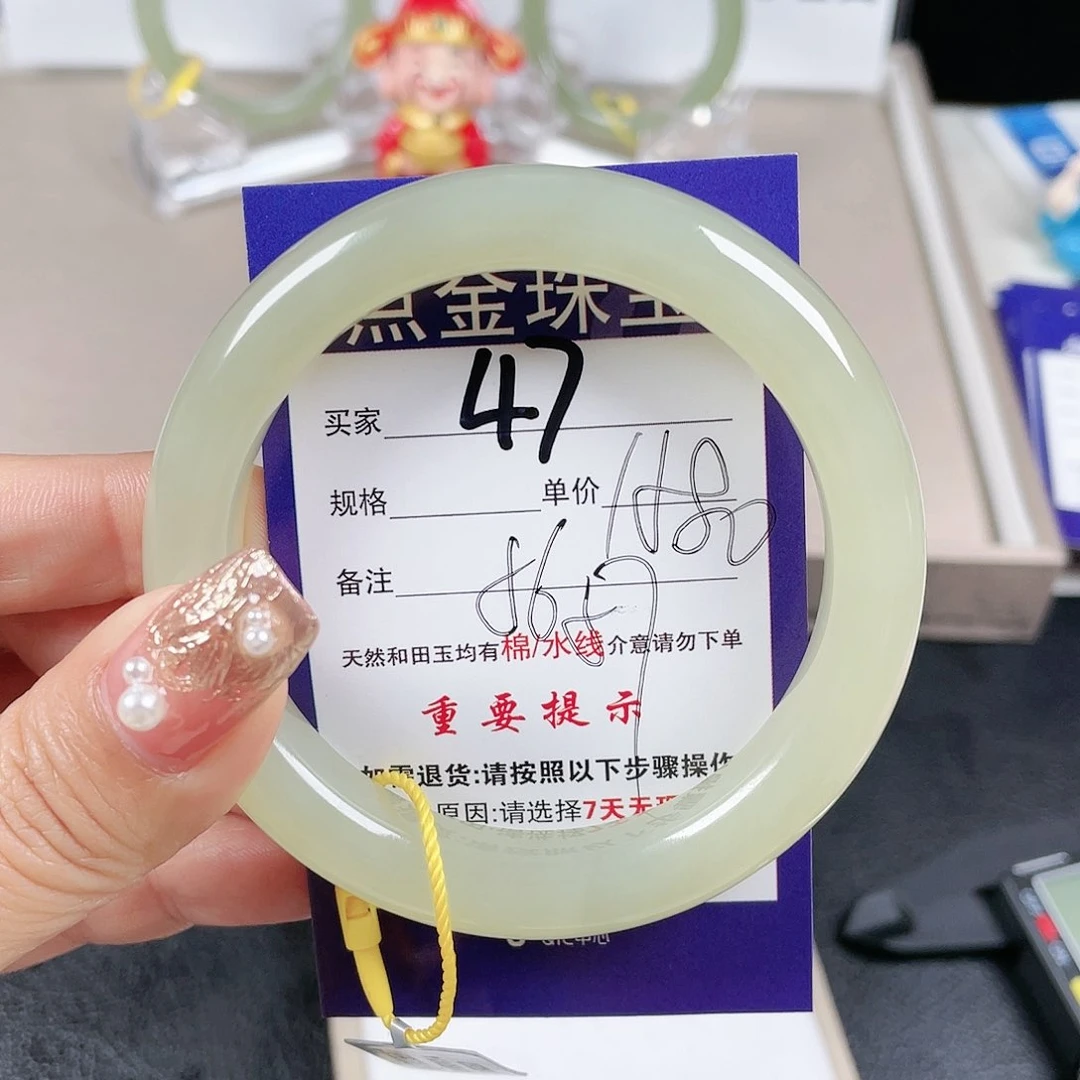 点金珠宝
买家 47
规格 单价
备注
天然和田玉均有棉/水线介意请勿下单
重要提示
如需退货:请按照以下步骤操作
原因:请选择7天无理